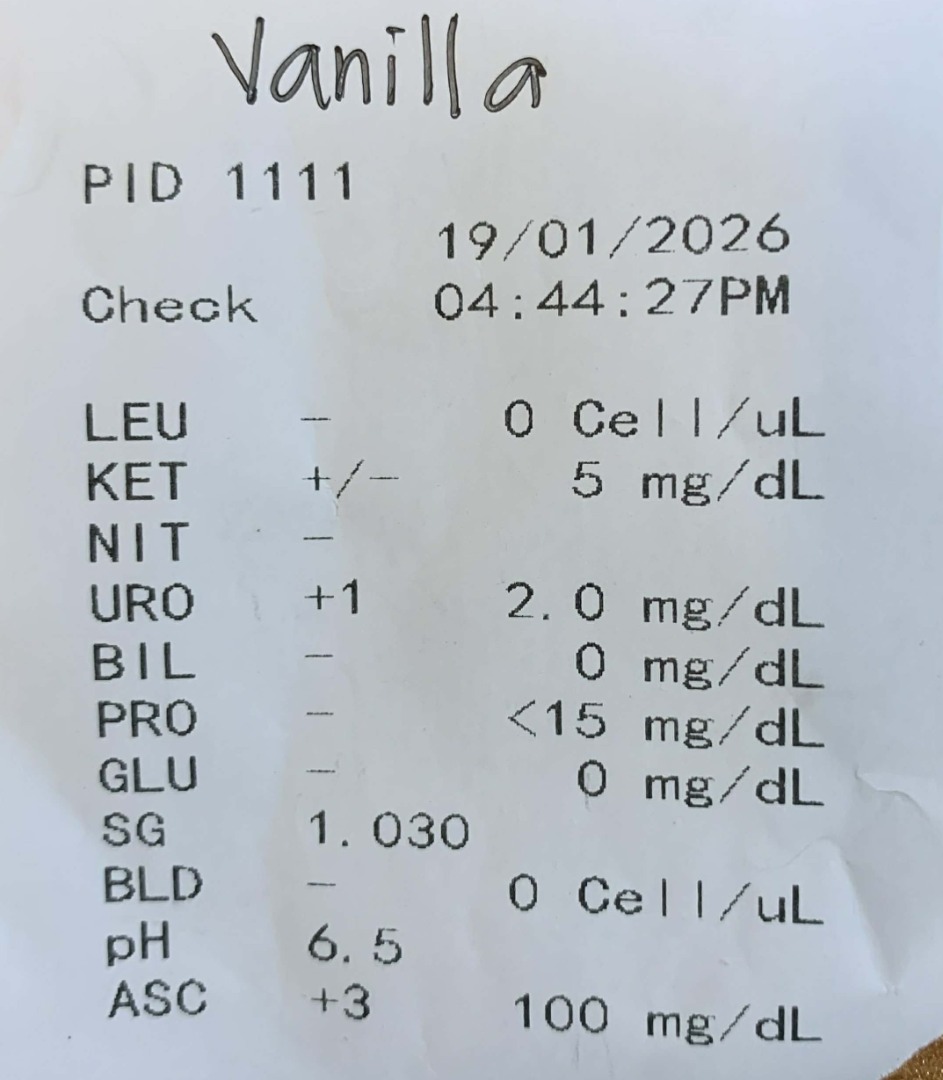 Vanilla
PID 1111
19/01/2026
Check 04:44:27PM
LEU - 0 Cell/uL
KET +/- 5 mg/dL
NIT -
URO +1 2.0 mg/dL
BIL - 0 mg/dL
PRO - <15 mg/dL
GLU - 0 mg/dL
SG 1.030
BLD - 0 Cell/uL
pH 6.5
ASC +3 100 mg/dL